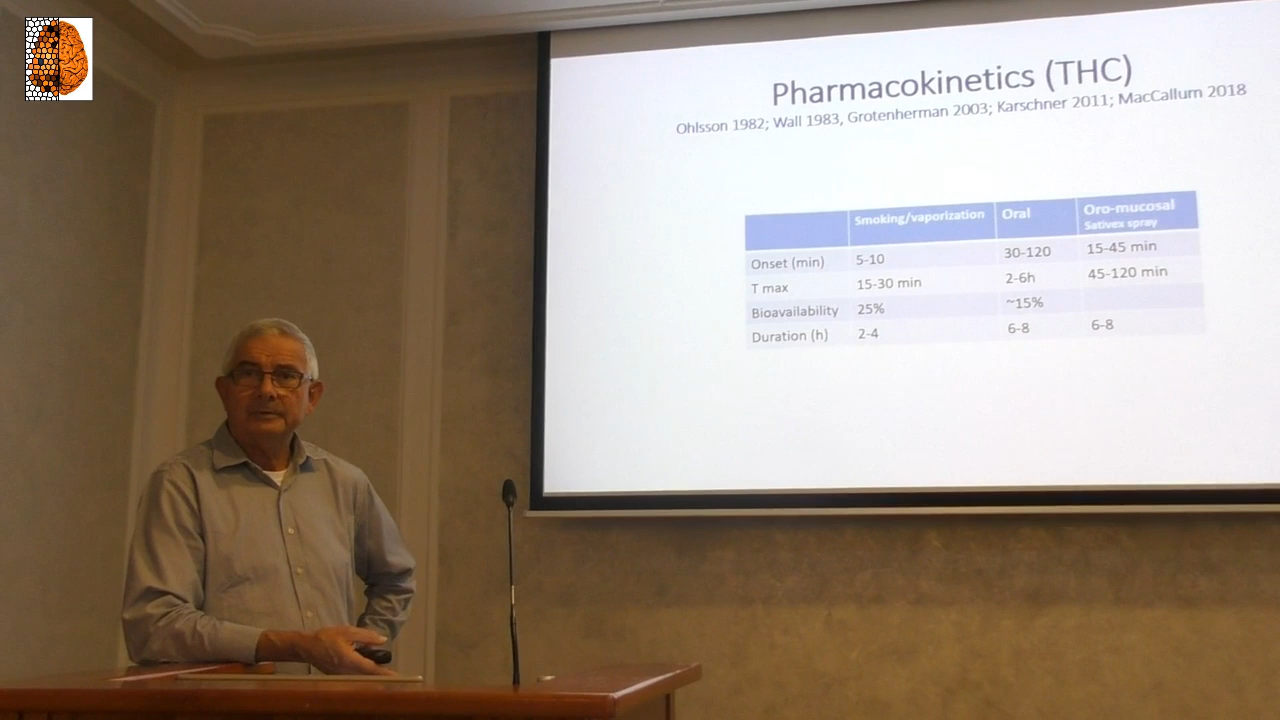 Pharmacokinetics (THC)
Ohlsson 1982; Wall 1983, Grotenherman 2003; Karschner 2011; MacCallum 2018
Smoking/vaporization Oral Oro-mucosal
Sativex spray
Onset (min) 5-10 30-120 15-45 min
T max 15-30 min 2-6h 45-120 min
Bioavailability 25% ~15%
Duration (h) 2-4 6-8 6-8